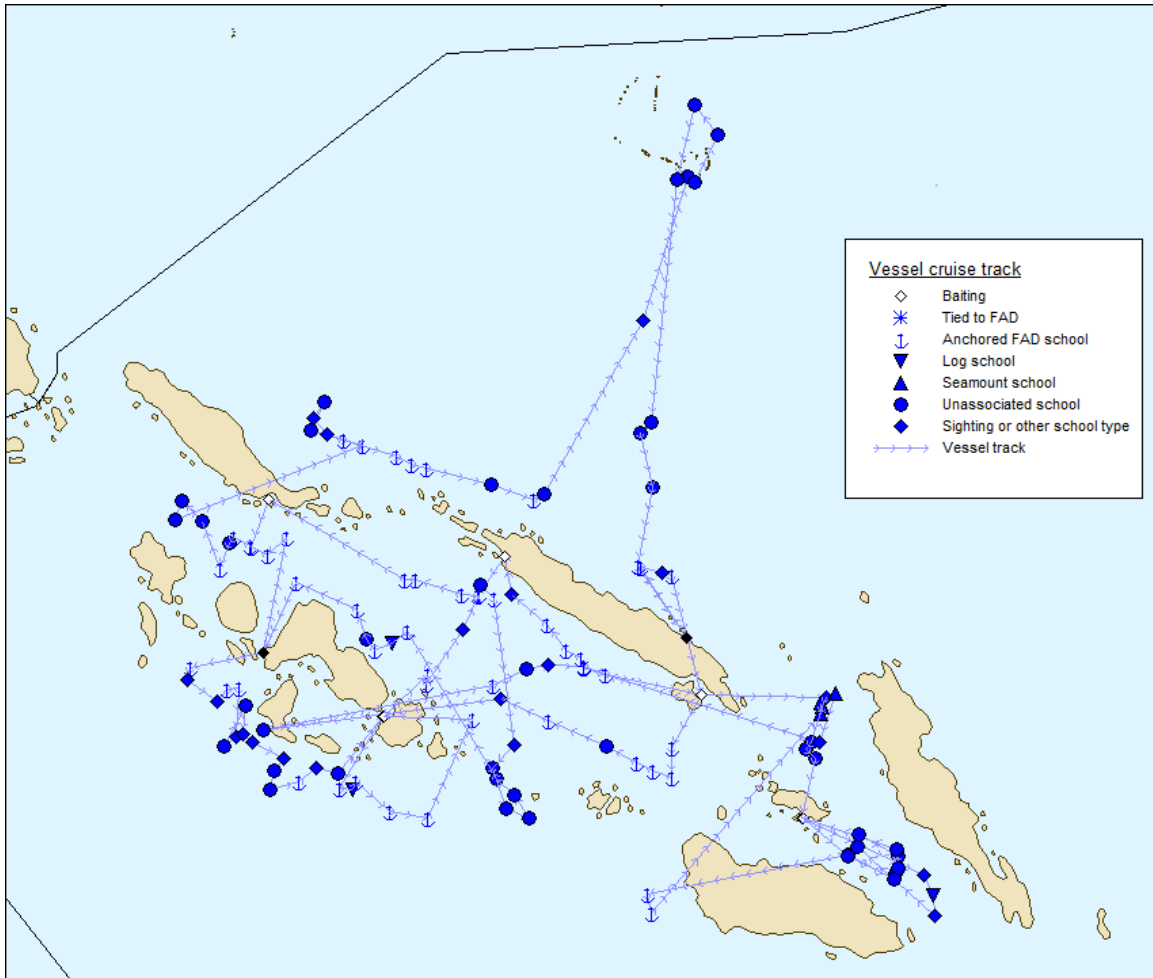 Vessel cruise track
Baiting
Tied to FAD
Anchored FAD school
Log school
Seamount school
Unassociated school
Sighting or other school type
Vessel track